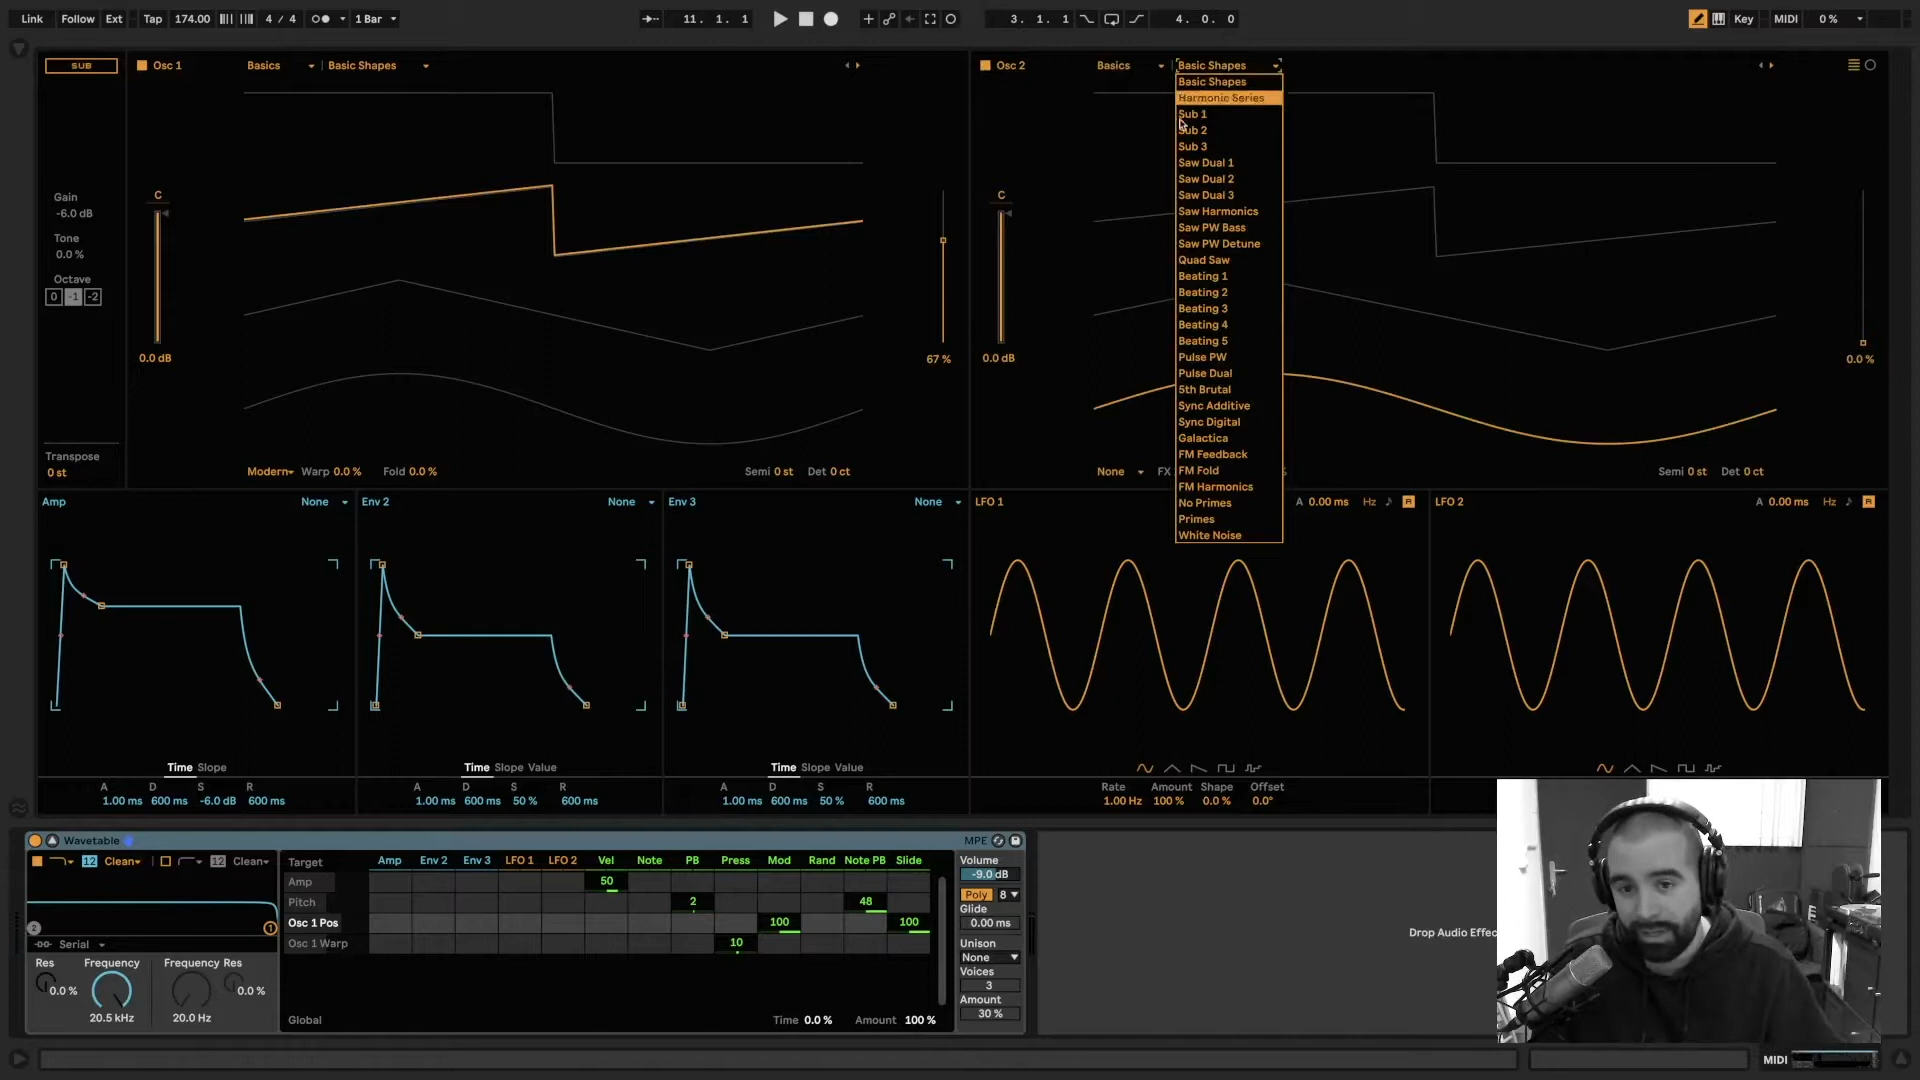 Link Follow Ext Tap 174.00 4 / 4 1 Bar 11. 1. 1 3. 1. 1 4. 0. 0 Key MIDI 0 %
SUB Osc 1 Basics Basic Shapes Osc 2 Basics Basic Shapes
Basic Shapes
Harmonic Series
Sub 1
Sub 2
Sub 3
Saw Dual 1
Saw Dual 2
Saw Dual 3
Saw Harmonics
Saw PW Bass
Saw PW Detune
Quad Saw
Beating 1
Beating 2
Beating 3
Beating 4
Beating 5
Pulse PW
Pulse Dual
5th Brutal
Sync Additive
Sync Digital
Galactica
FM Feedback
FM Fold
FM Harmonics
No Primes
Primes
White Noise
Gain
-6.0 dB
Tone
0.0 %
Octave
0 -1 -2
Transpose
0 st
C
0.0 dB
67 %
C
0.0 dB
0.0 %
Modern Warp 0.0 % Fold 0.0 % Semi 0 st Det 0 ct
None FX Semi 0 st Det 0 ct
Amp None Env 2 None Env 3 None LFO 1 A 0.00 ms Hz R LFO 2 A 0.00 ms Hz R
Time Slope Time Slope Value Time Slope Value
A D S R A D S R A D S R Rate Amount Shape Offset
1.00 ms 600 ms -6.0 dB 600 ms 1.00 ms 600 ms 50 % 600 ms 1.00 ms 600 ms 50 % 600 ms 1.00 Hz 100 % 0.0 % 0.0°
Wavetable MPE
12 Clean 12 Clean
2 1
Serial
Res Frequency Frequency Res
0.0 % 0.0 %
20.5 kHz 20.0 Hz
Target Amp Env 2 Env 3 LFO 1 LFO 2 Vel Note PB Press Mod Rand Note PB Slide
Amp 50
Pitch 2 48
Osc 1 Pos 100 100
Osc 1 Warp 10
Global Time 0.0 % Amount 100 %
Volume
-9.0 dB
Poly 8
Glide
0.00 ms
Unison
None
Voices
3
Amount
30 %
Drop Audio Effec
MIDI